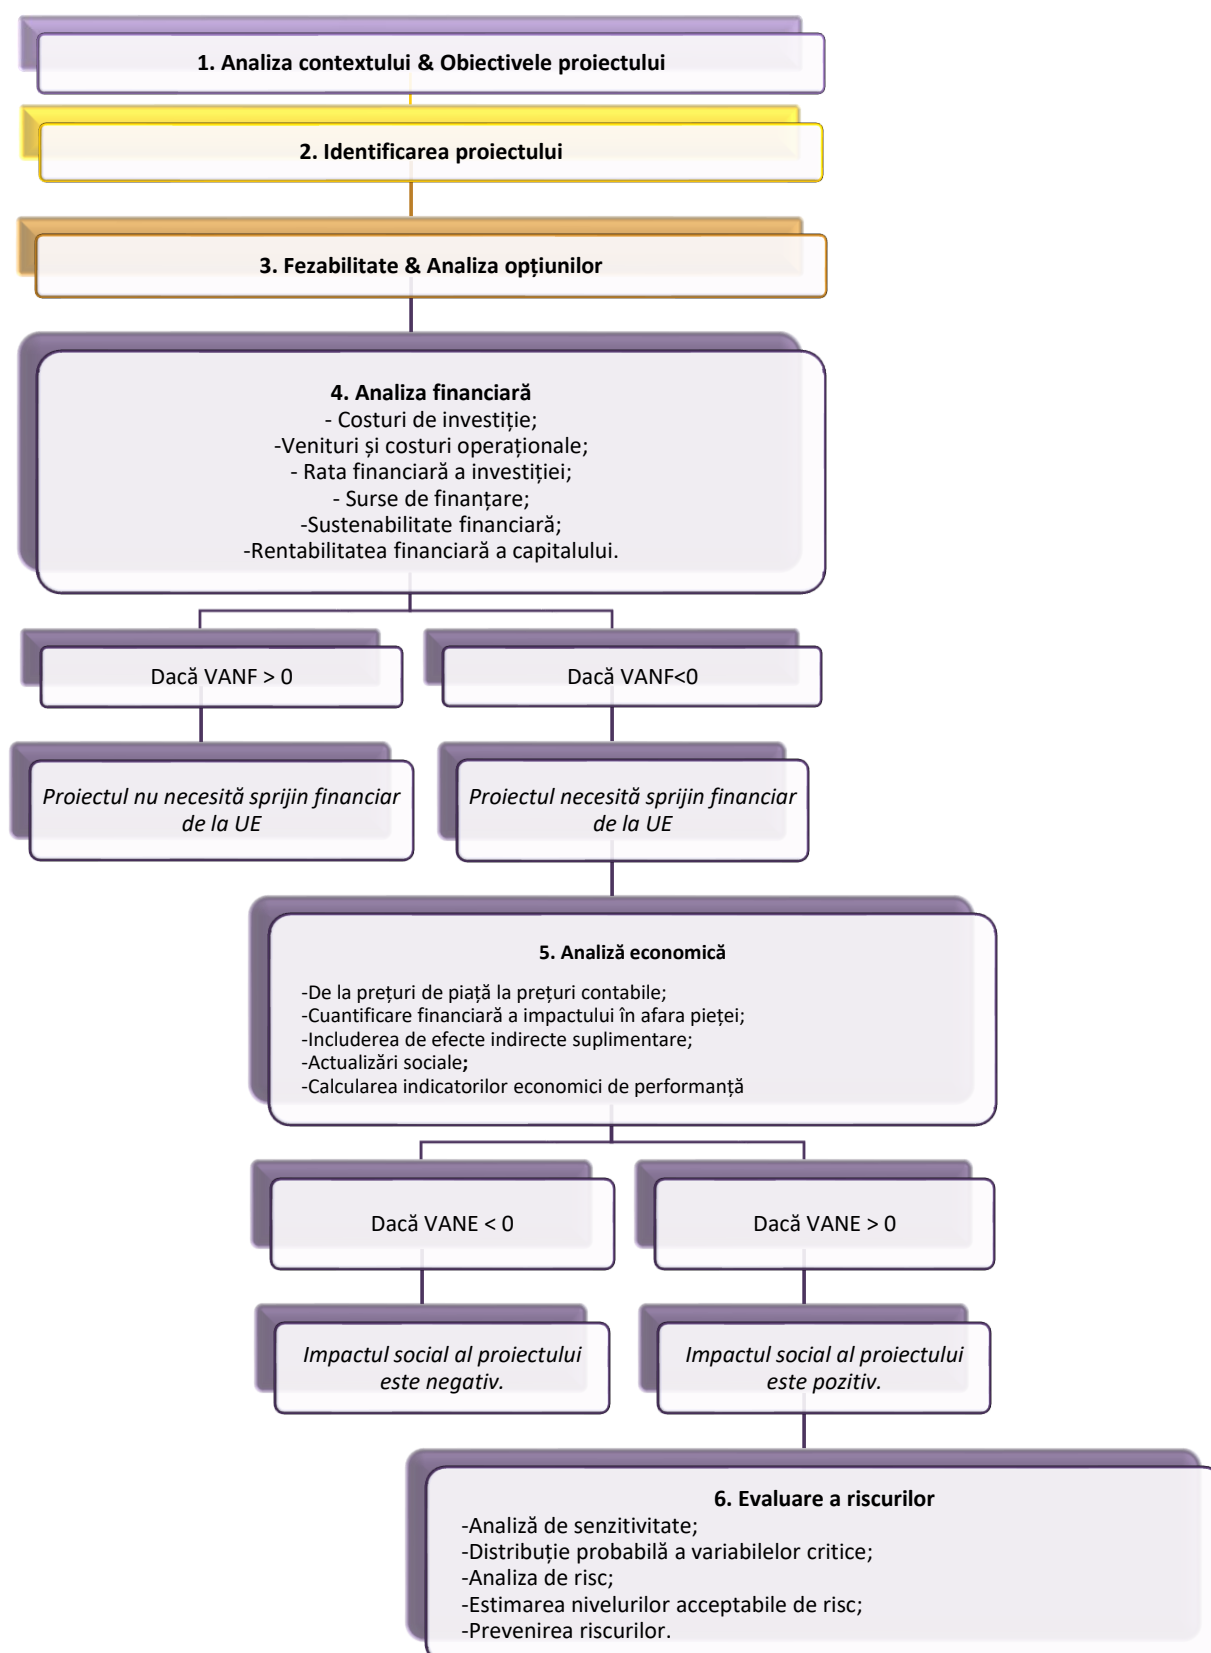 1. Analiza contextului & Obiectivele proiectului
2. Identificarea proiectului
3. Fezabilitate & Analiza opțiunilor
4. Analiza financiară
- Costuri de investiție;
-Venituri și costuri operaționale;
- Rata financiară a investiției;
- Surse de finanțare;
-Sustenabilitate financiară;
-Rentabilitatea financiară a capitalului.
Dacă VANF > 0
Dacă VANF<0
Proiectul nu necesită sprijin financiar
de la UE
Proiectul necesită sprijin financiar
de la UE
5. Analiză economică
-De la prețuri de piață la prețuri contabile;
-Cuantificare financiară a impactului în afara pieței;
-Includerea de efecte indirecte suplimentare;
-Actualizări sociale;
-Calcularea indicatorilor economici de performanță
Dacă VANE < 0
Dacă VANE > 0
Impactul social al proiectului
este negativ.
Impactul social al proiectului
este pozitiv.
6. Evaluare a riscurilor
-Analiză de senzitivitate;
-Distribuție probabilă a variabilelor critice;
-Analiza de risc;
-Estimarea nivelurilor acceptabile de risc;
-Prevenirea riscurilor.